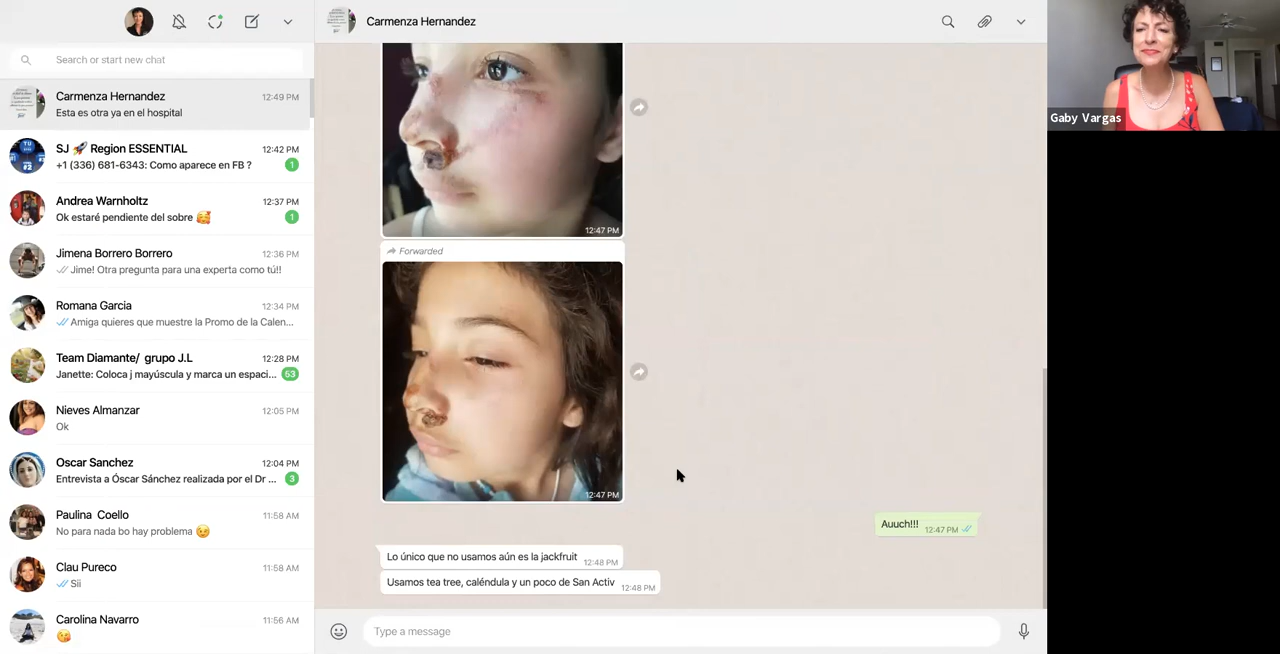 Search or start new chat
Carmenza Hernandez
12:49 PM
Esta es otra ya en el hospital
SJ 🚀 Region ESSENTIAL
12:42 PM
+1 (336) 681-6343: Como aparece en FB ?
1
Andrea Warnholtz
12:37 PM
Ok estaré pendiente del sobre 🥰
1
Jimena Borrero Borrero
12:36 PM
Jime! Otra pregunta para una experta como tú!!
Romana Garcia
12:34 PM
Amiga quieres que muestre la Promo de la Calen...
Team Diamante/ grupo J.L
12:28 PM
Janette: Coloca j mayúscula y marca un espaci...
53
Nieves Almanzar
12:05 PM
Ok
Oscar Sanchez
12:04 PM
Entrevista a Óscar Sánchez realizada por el Dr ...
3
Paulina Coello
11:58 AM
No para nada bo hay problema 😉
Clau Pureco
11:58 AM
Sii
Carolina Navarro
11:56 AM
😘
Carmenza Hernandez
12:47 PM
Forwarded
12:47 PM
Auuch!!!
12:47 PM
Lo único que no usamos aún es la jackfruit
12:48 PM
Usamos tea tree, caléndula y un poco de San Activ
12:48 PM
Type a message
Gaby Vargas